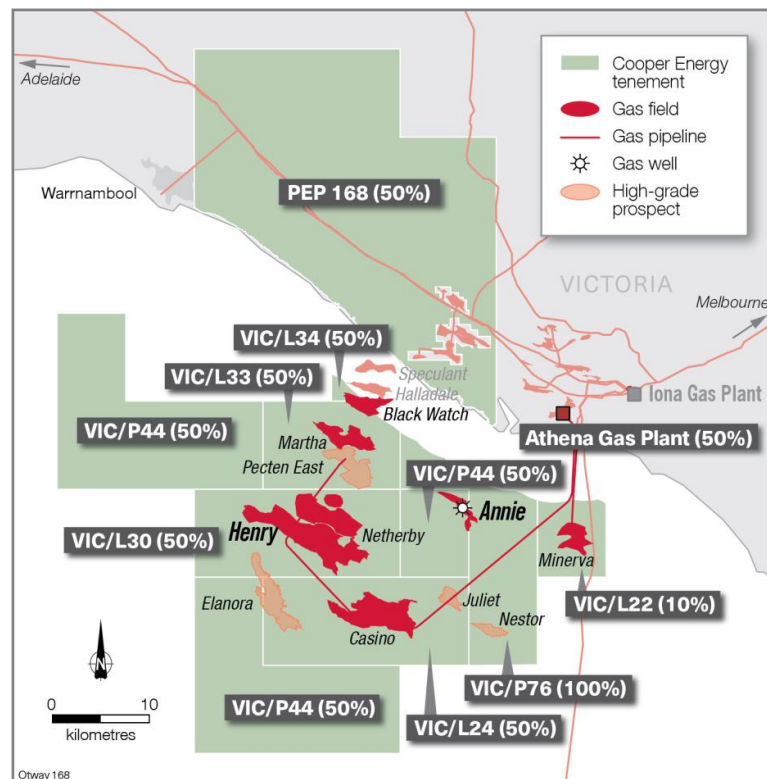 Adelaide
Warrnambool
PEP 168 (50%)
Cooper Energy
tenement
Gas field
Gas pipeline
Gas well
High-grade
prospect
VICTORIA
Melbourne
VIC/L34 (50%)
VIC/L33 (50%)
VIC/P44 (50%)
Speculant
Halladale
Black Watch
Iona Gas Plant
Athena Gas Plant (50%)
Martha
Pecten East
VIC/P44 (50%)
Annie
Henry
Netherby
VIC/L30 (50%)
Minerva
Elanora
Casino
Juliet
Nestor
VIC/L22 (10%)
VIC/P76 (100%)
VIC/P44 (50%)
VIC/L24 (50%)
N
0 10
kilometres
Otway 168